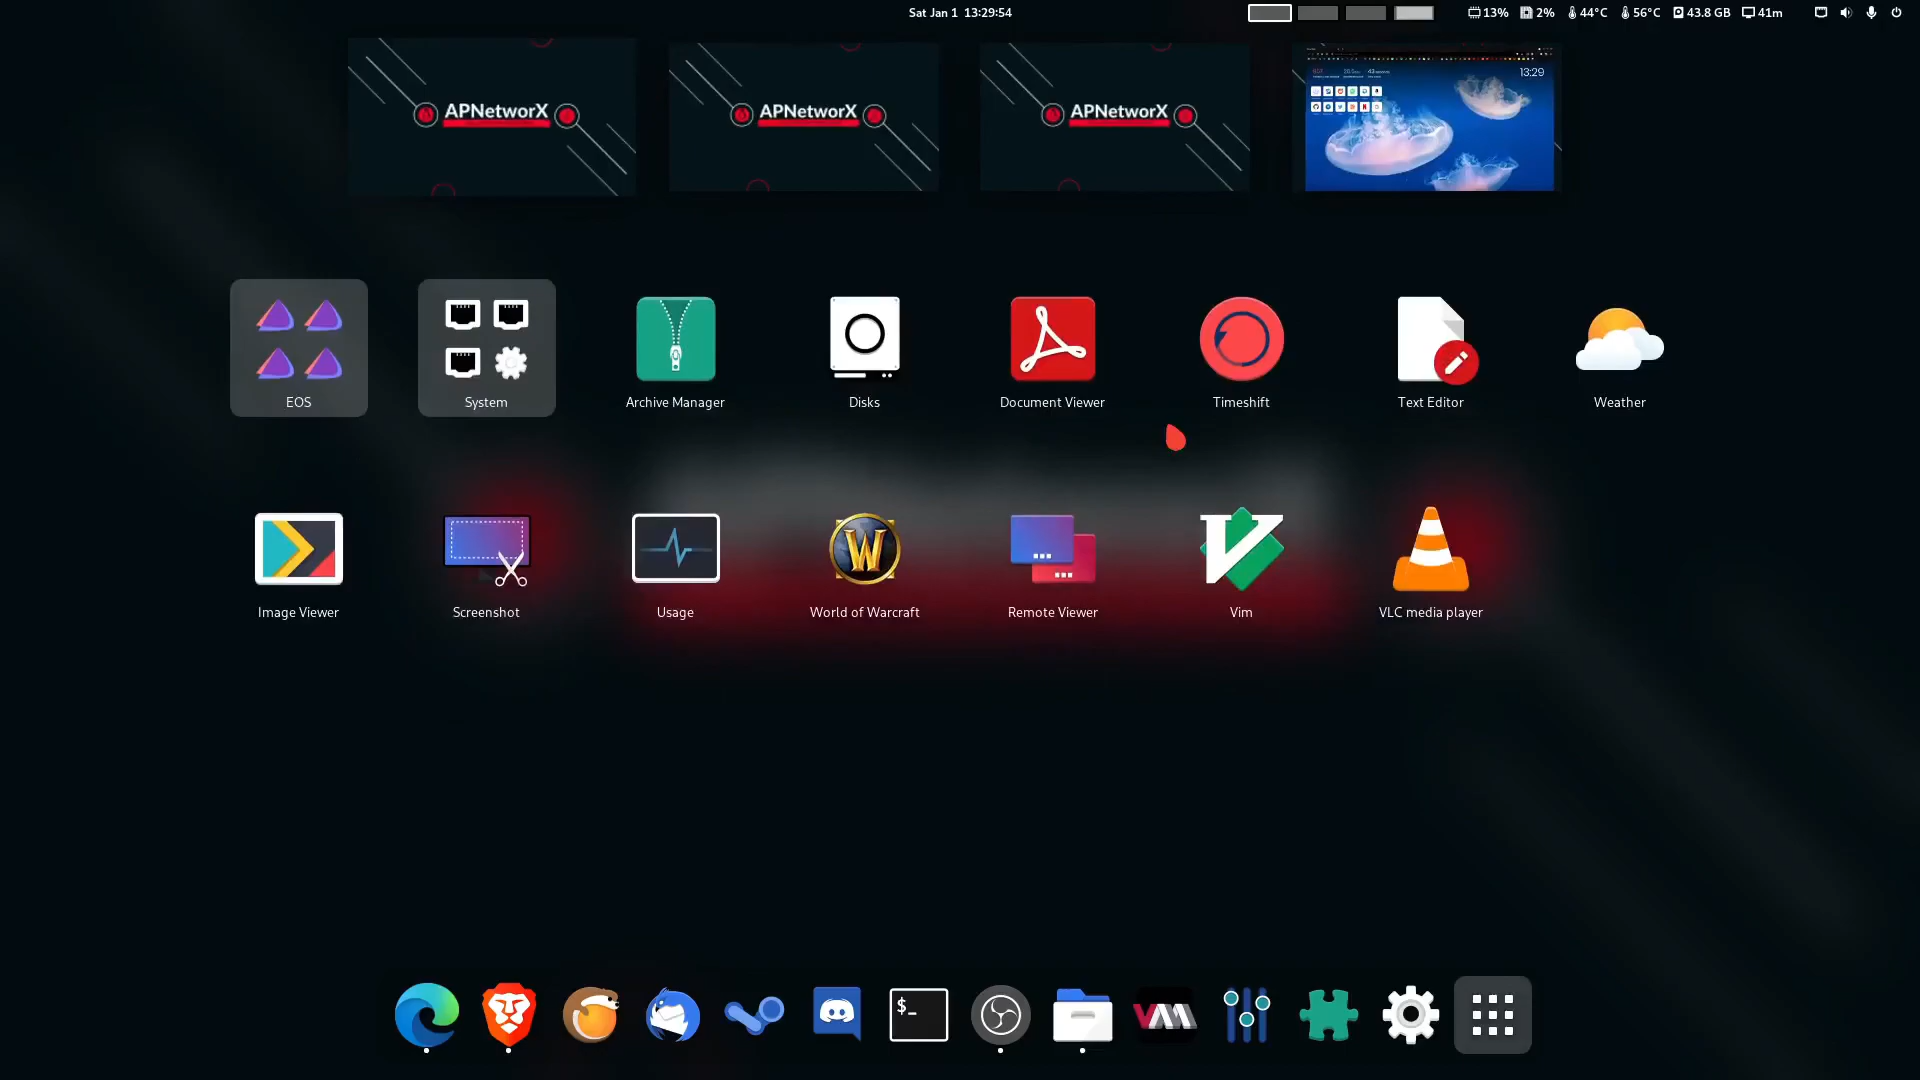 Sat Jan 1 13:29:54
13% 2% 44°C 56°C 43.8 GB 41m
APNetworX APNetworX APNetworX 13:29
EOS System Archive Manager Disks Document Viewer Timeshift Text Editor Weather
Image Viewer Screenshot Usage World of Warcraft Remote Viewer Vim VLC media player
$_ VM